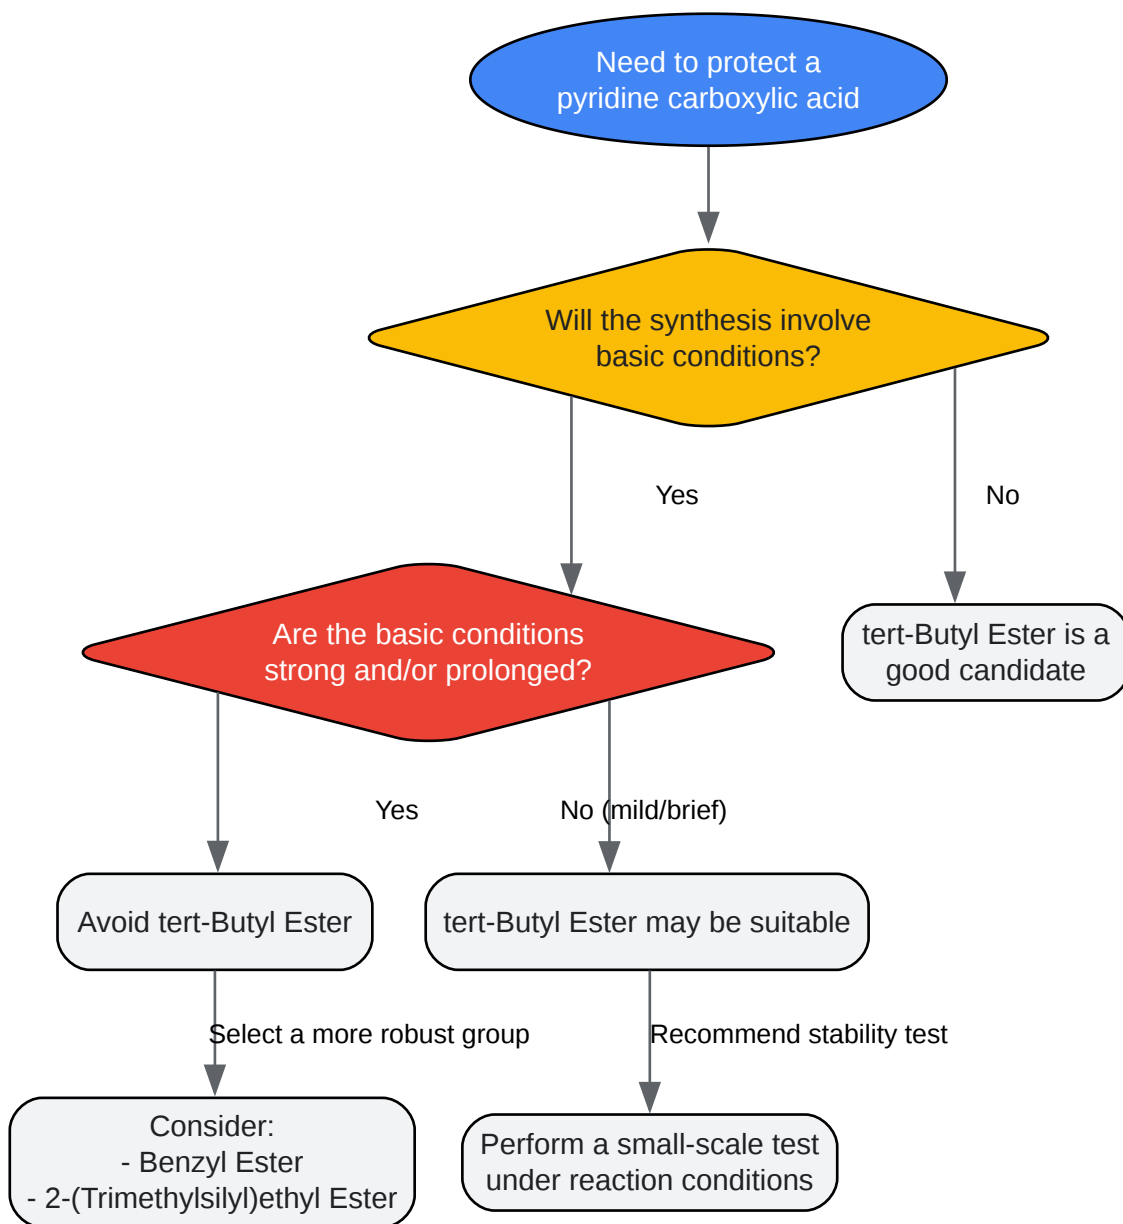 Need to protect a
pyridine carboxylic acid
Will the synthesis involve
basic conditions?
Yes
No
Are the basic conditions
strong and/or prolonged?
tert-Butyl Ester is a
good candidate
Yes
No (mild/brief)
Avoid tert-Butyl Ester
tert-Butyl Ester may be suitable
Select a more robust group
Recommend stability test
Consider:
- Benzyl Ester
- 2-(Trimethylsilyl)ethyl Ester
Perform a small-scale test
under reaction conditions